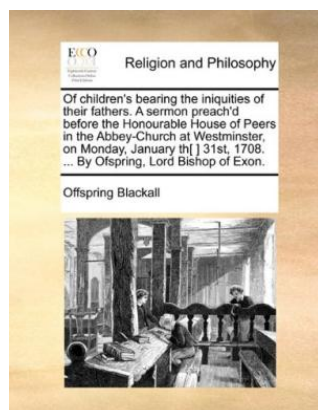 ECCO
Religion and Philosophy
Of children's bearing the iniquities of
their fathers. A sermon preach'd
before the Honourable House of Peers
in the Abbey-Church at Westminster,
on Monday, January th[ ] 31st, 1708.
... By Ofspring, Lord Bishop of Exon.
Offspring Blackall